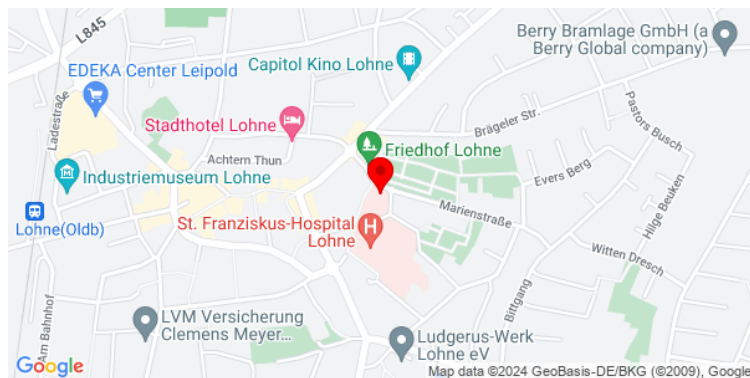 L845
Berry Bramlage GmbH (a
Berry Global company)
Capitol Kino Lohne
EDEKA Center Leipold
Ladestraße
Stadthotel Lohne
Brägeler Str.
Pastors Busch
Friedhof Lohne
Achtern Thun
Industriemuseum Lohne
Evers Berg
Marienstraße
Hilge Beuken
Lohne(Oldb)
St. Franziskus-Hospital
Lohne
H
Witten Dresch
Bittgang
LVM Versicherung
Clemens Meyer...
Am Bahnhof
Ludgerus-Werk
Lohne eV
Google
Map data ©2024 GeoBasis-DE/BKG (©2009), Google